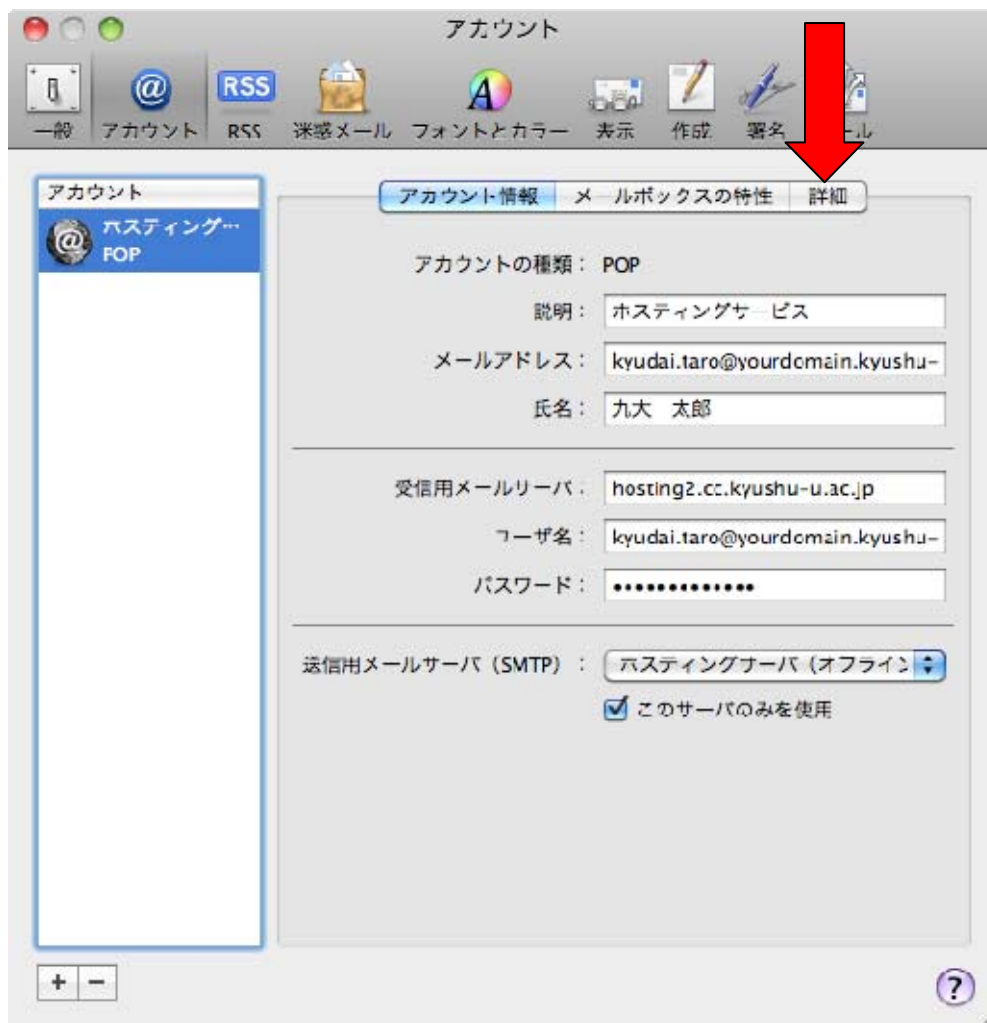 アカウント
RSS
一般 アカウント RSS 迷惑メール フォントとカラー 表示 作成 署名 ール
アカウント
ホスティング…
POP
アカウント情報 メールボックスの特性 詳細
アカウントの種類： POP
説明： ホスティングサービス
メールアドレス： kyudai.taro@yourdomain.kyushu-
氏名： 九大 太郎
受信用メールサーバ： hosting2.cc.kyushu-u.ac.jp
ユーザ名： kyudai.taro@yourdomain.kyushu-
パスワード： •••••••••••••
送信用メールサーバ（SMTP）： ホスティングサーバ（オフライン
このサーバのみを使用